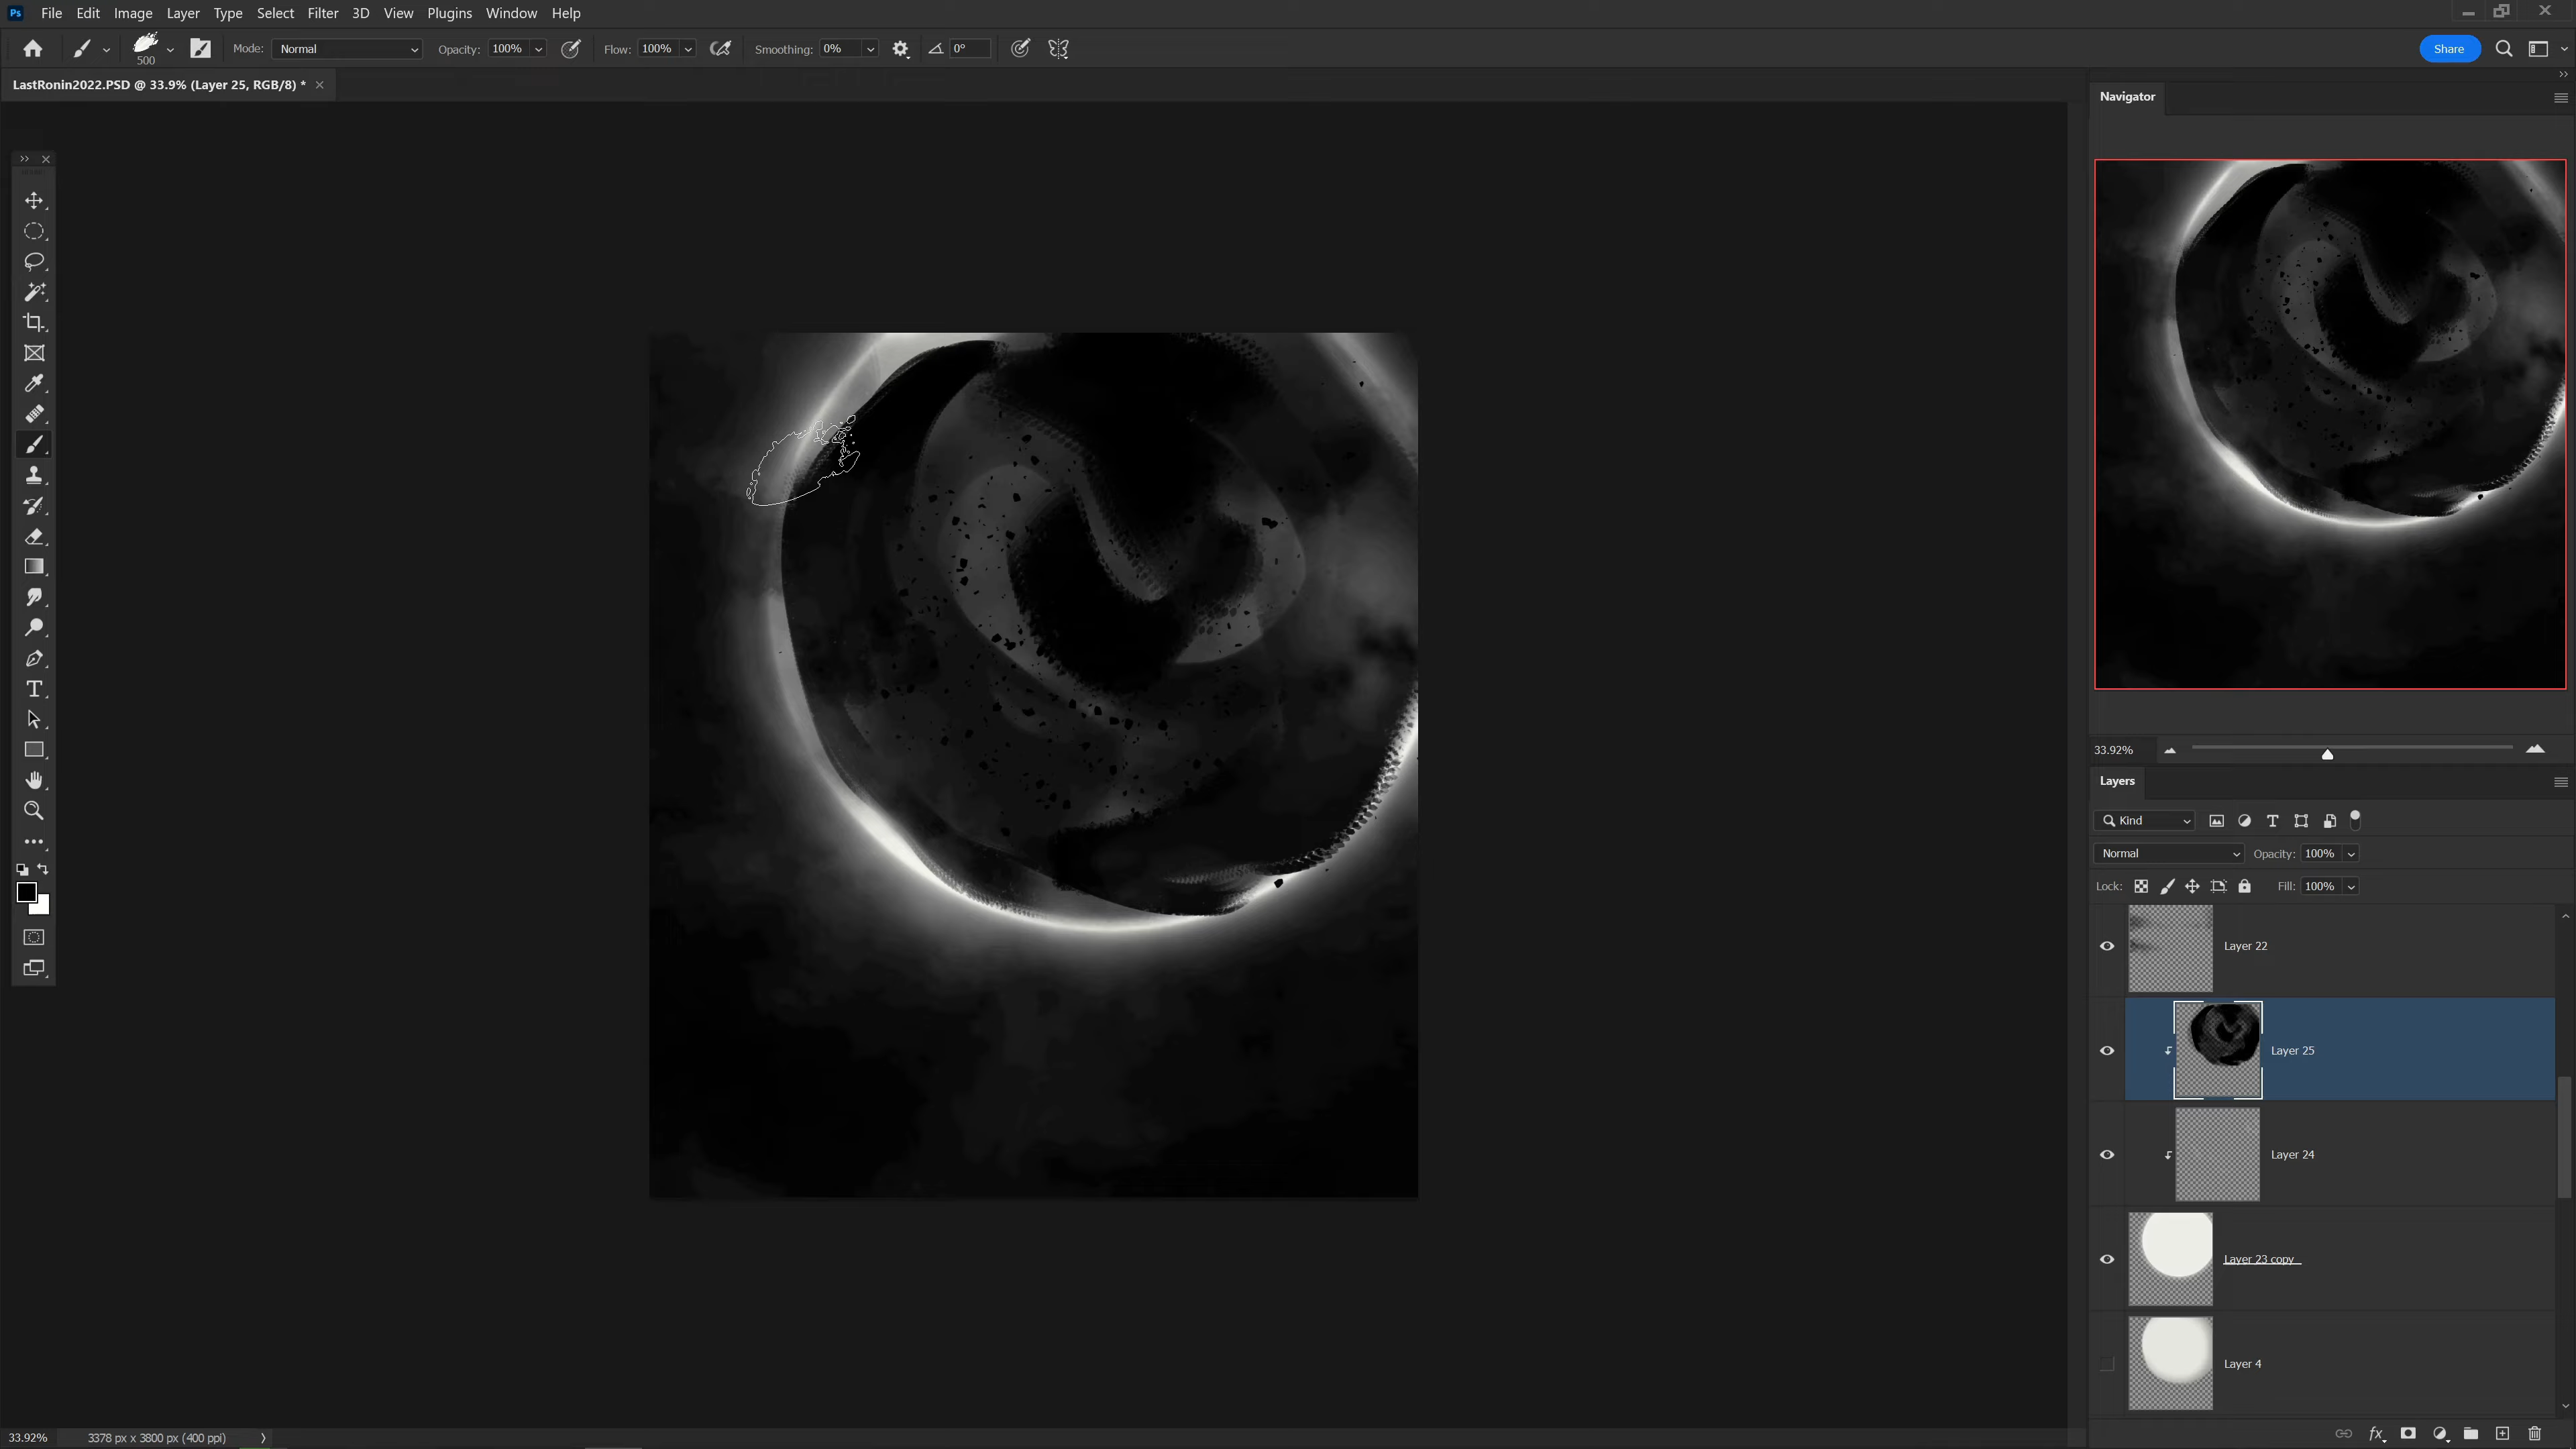 Ps File Edit Image Layer Type Select Filter 3D View Plugins Window Help
500 Mode: Normal Opacity: 100% Flow: 100% Smoothing: 0% 0° Share
LastRonin2022.PSD @ 33.9% (Layer 25, RGB/8) *
Navigator
33.92%
Layers
Kind
Normal Opacity: 100%
Lock: Fill: 100%
Layer 22
Layer 25
Layer 24
Layer 23 copy
Layer 4
fx
33.92% 3378 px x 3800 px (400 ppi)